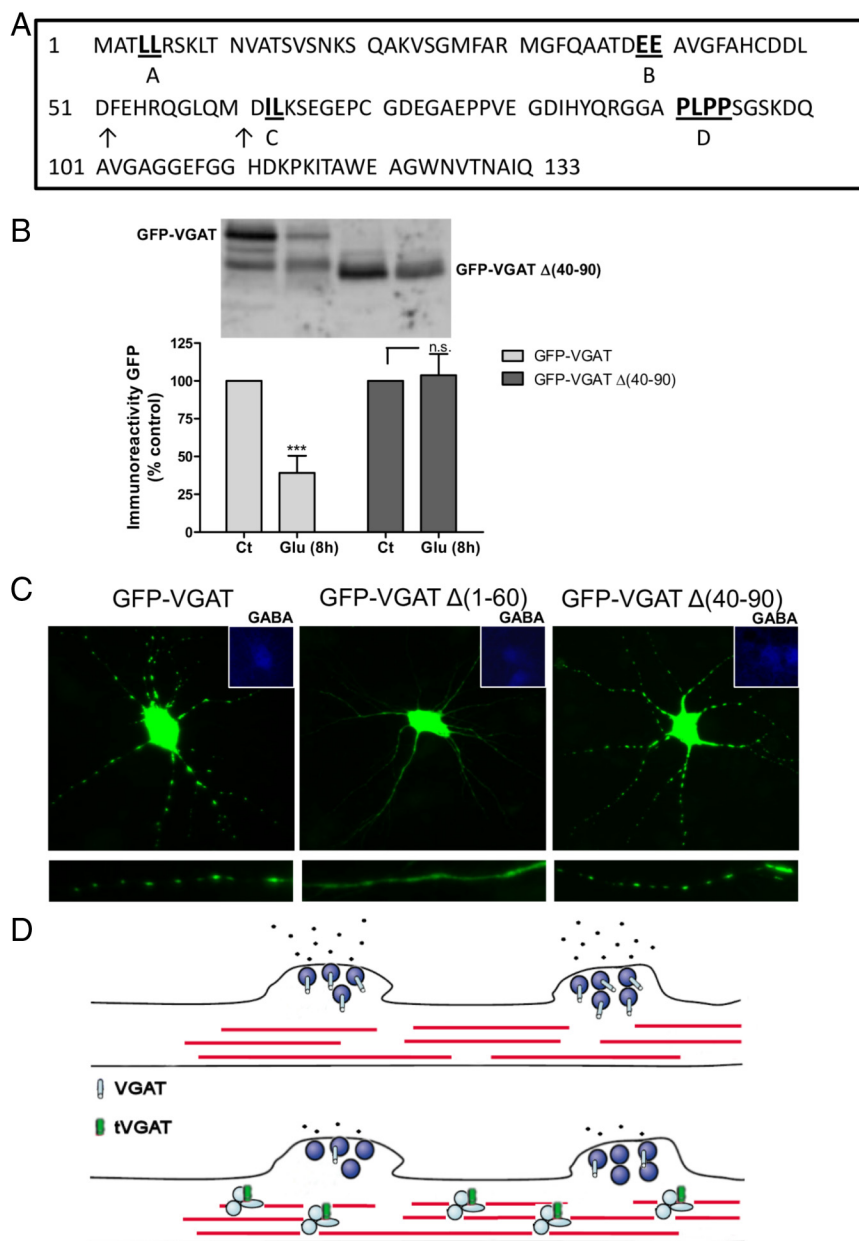 A
1 MATLLRSKLT NVATSVSNKS QAKVSGMFAR MGFQAATDEE AVGFAHCDDL
A B
51 DFEHRQGLQM DILKSEGEPC GDEGAEPPVE GDIHYQRGGA PLPPSGSKDQ
↑ ↑ C D
101 AVGAGGEFGG HDKPKITAWE AGWNVTNAIQ 133
B
GFP-VGAT
GFP-VGAT Δ(40-90)
Immunoreactivity GFP
(% control)
125
100
75
50
25
0
***
n.s.
Ct Glu (8h) Ct Glu (8h)
GFP-VGAT
GFP-VGAT Δ(40-90)
C
GFP-VGAT GFP-VGAT Δ(1-60) GFP-VGAT Δ(40-90)
GABA GABA GABA
D
VGAT
tVGAT